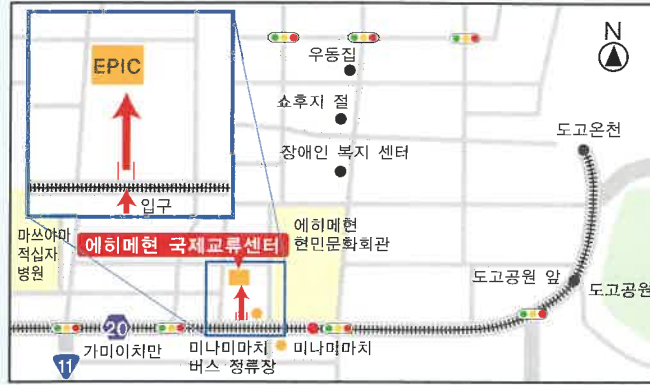 EPIC
입구
우동집
N
쇼후자 절
장애인 복지 센터
도고온천
마쓰야마
적십자
병원
에히메현 국제교류센터
에히메현
현민문화회관
도고공원 앞
도고공원
20
가미이치만
미나미마치
버스 정류장
미나미마치
11